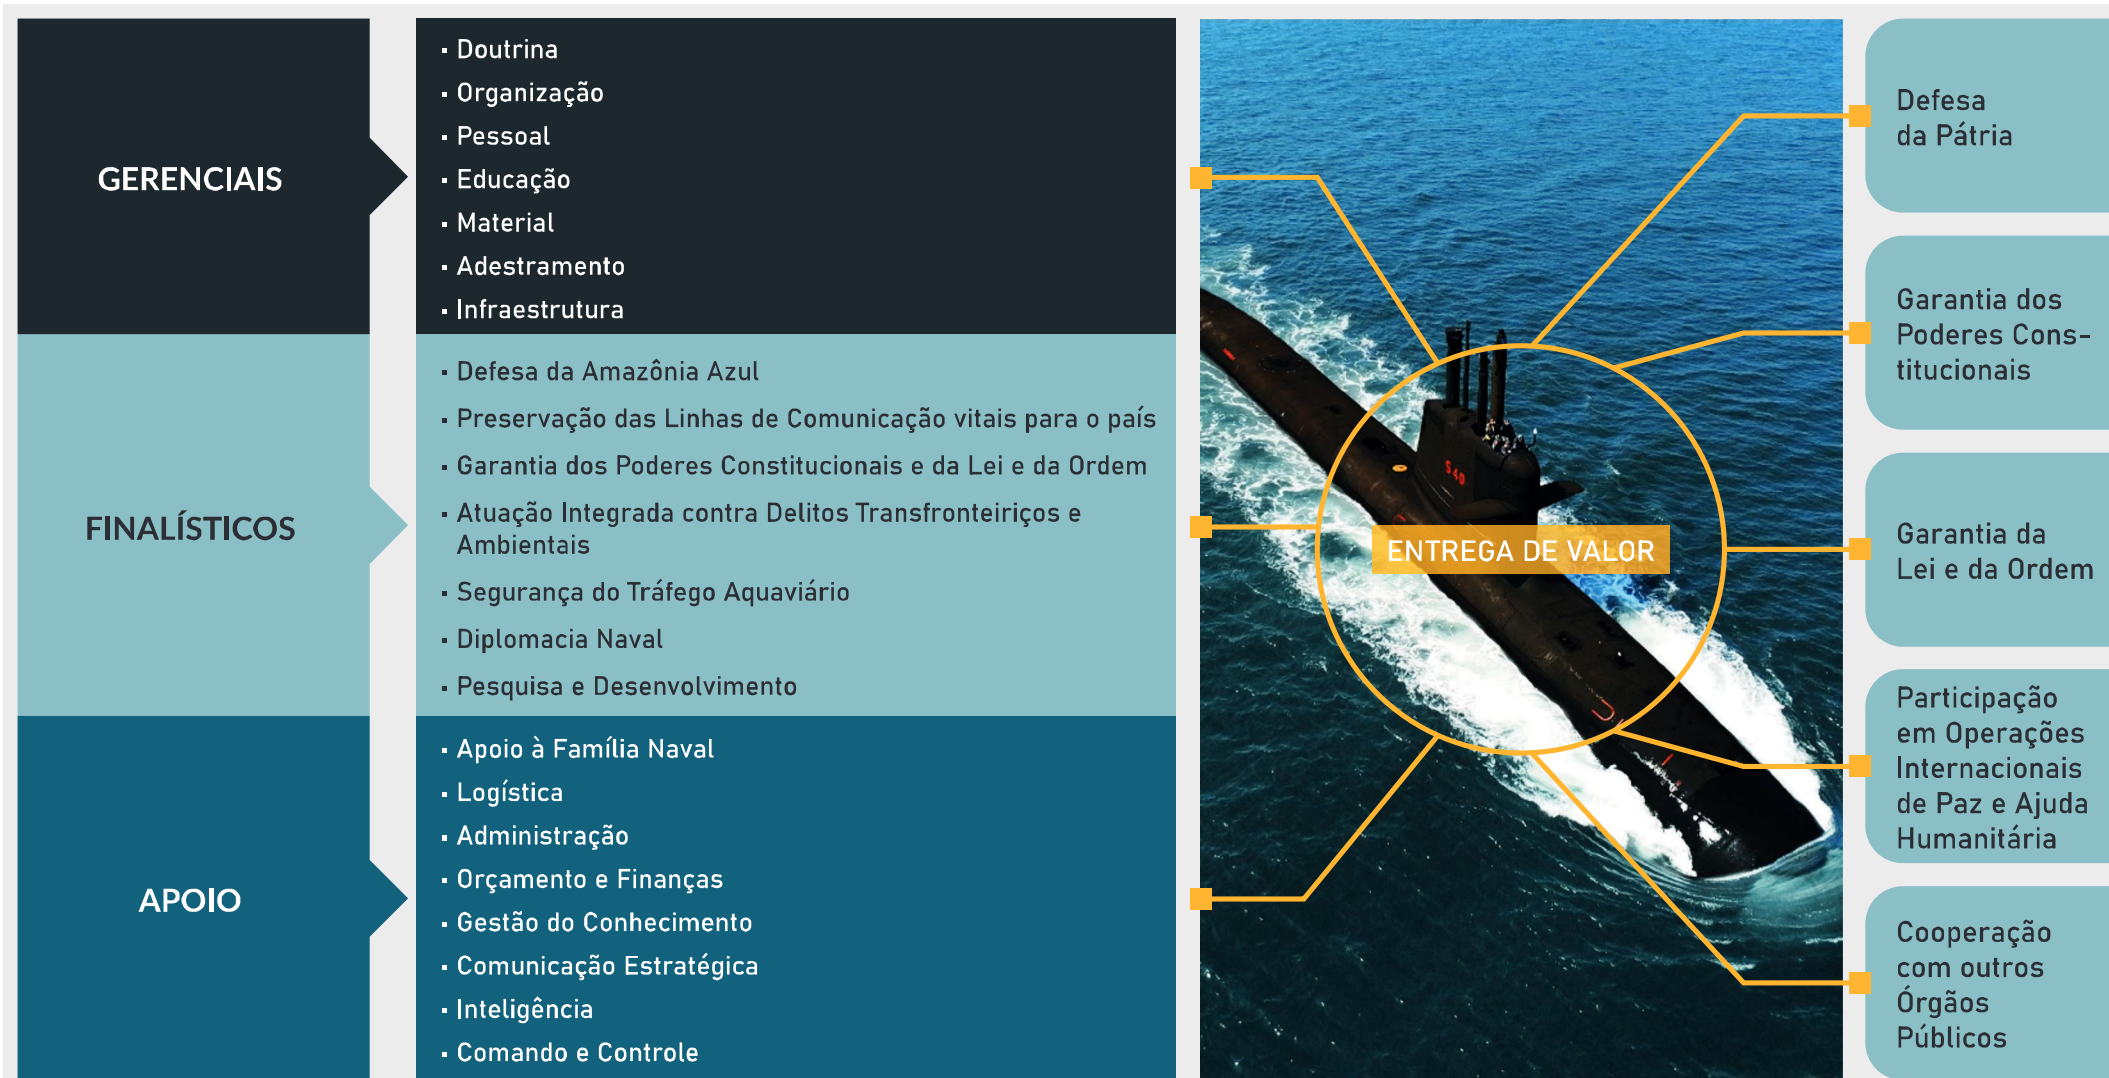 GERENCIAIS
▪ Doutrina
▪ Organização
▪ Pessoal
▪ Educação
▪ Material
▪ Adestramento
▪ Infraestrutura
FINALÍSTICOS
▪ Defesa da Amazônia Azul
▪ Preservação das Linhas de Comunicação vitais para o país
▪ Garantia dos Poderes Constitucionais e da Lei e da Ordem
▪ Atuação Integrada contra Delitos Transfronteiriços e
Ambientais
▪ Segurança do Tráfego Aquaviário
▪ Diplomacia Naval
▪ Pesquisa e Desenvolvimento
APOIO
▪ Apoio à Família Naval
▪ Logística
▪ Administração
▪ Orçamento e Finanças
▪ Gestão do Conhecimento
▪ Comunicação Estratégica
▪ Inteligência
▪ Comando e Controle
S40
ENTREGA DE VALOR
Defesa
da Pátria
Garantia dos
Poderes Cons-
titucionais
Garantia da
Lei e da Ordem
Participação
em Operações
Internacionais
de Paz e Ajuda
Humanitária
Cooperação
com outros
Órgãos
Públicos